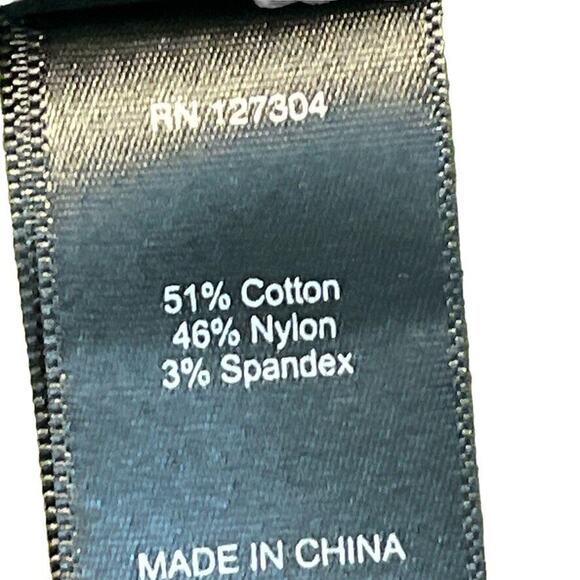 RN 127304
51% Cotton
46% Nylon
3% Spandex
MADE IN CHINA